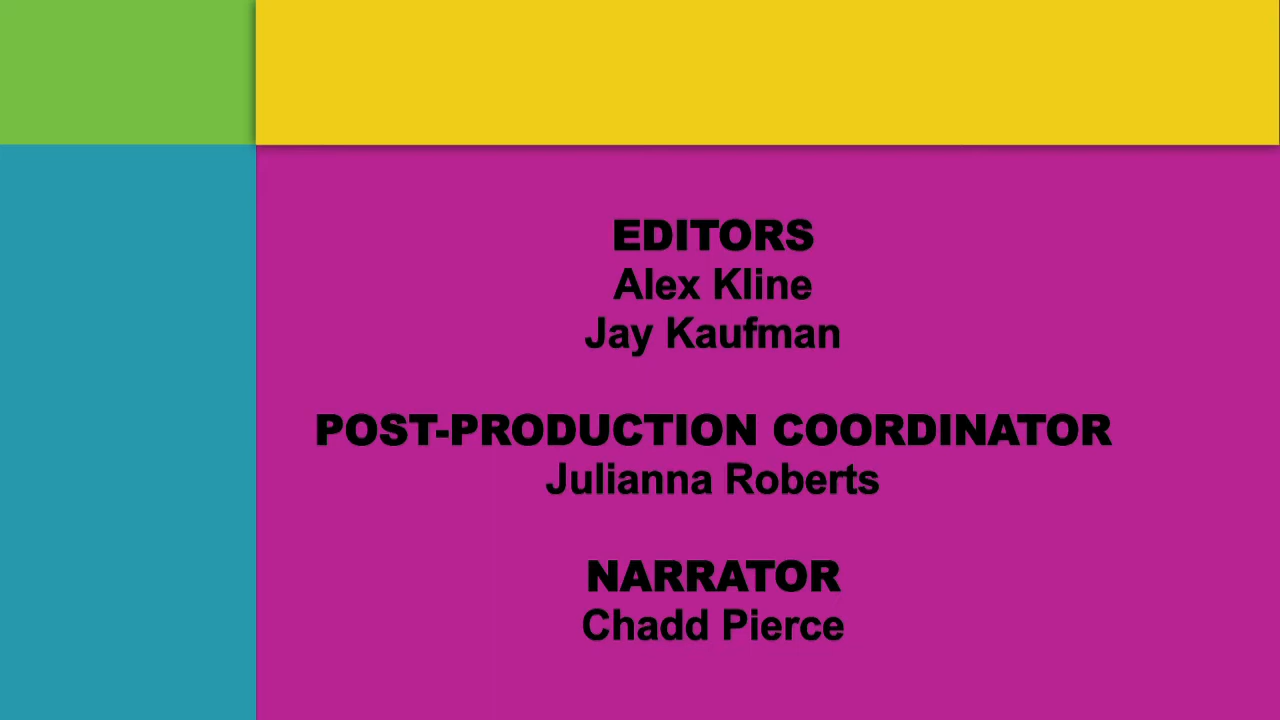 EDITORS
Alex Kline
Jay Kaufman
POST-PRODUCTION COORDINATOR
Julianna Roberts
NARRATOR
Chadd Pierce